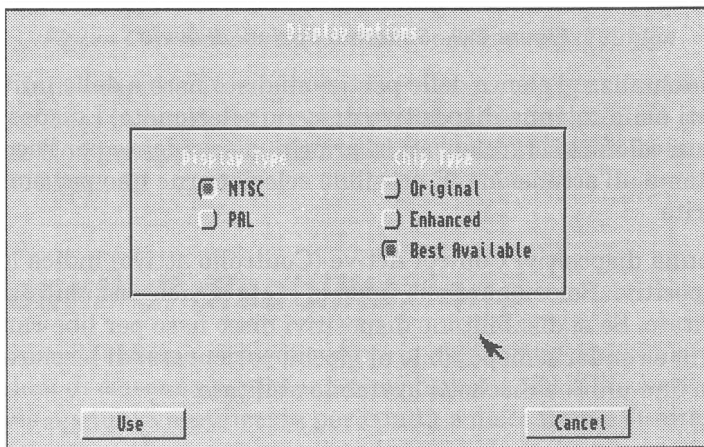 Display Options
Display Type Chip Type
NTSC Original
PAL Enhanced
Best Available
Use Cancel